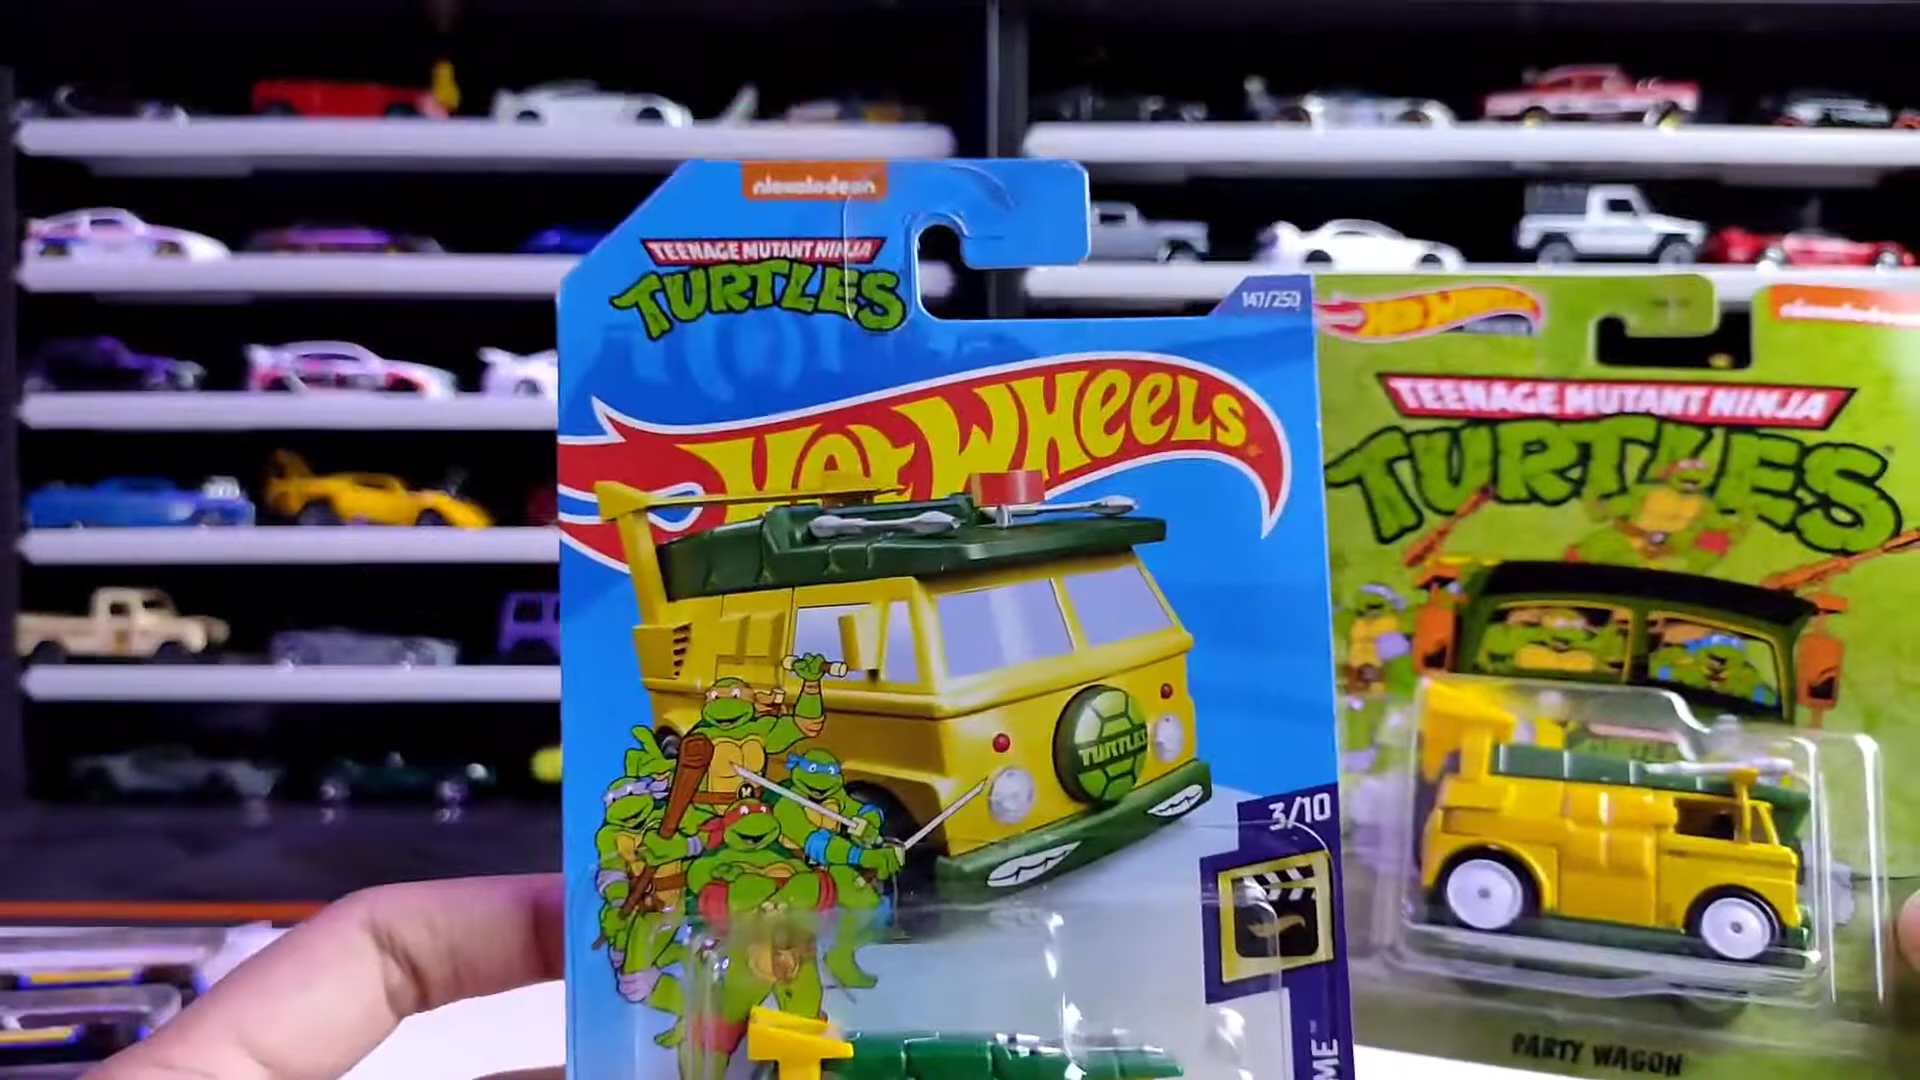 nickelodeon
TEENAGE MUTANT NINJA
TURTLES
147/250
HOT WHEELS
TURTLES
3/10
HOT WHEELS
nickelodeon
TEENAGE MUTANT NINJA
TURTLES
PARTY WAGON